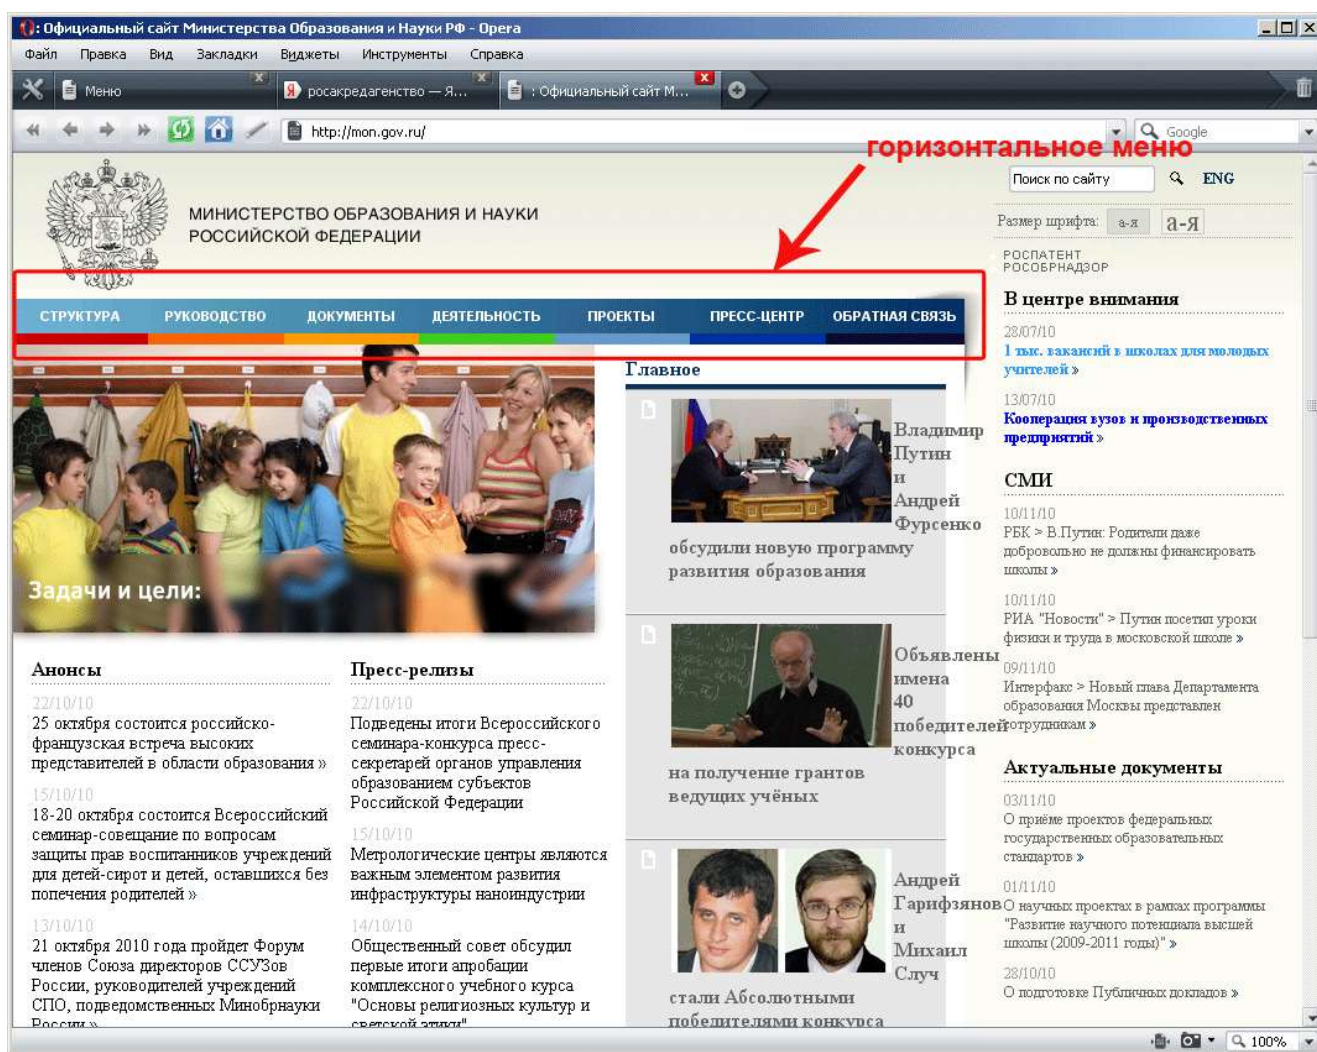 : Официальный сайт Министерства Образования и Науки РФ - Opera
Файл Правка Вид Закладки Виджеты Инструменты Справка
Меню росакредагенство — Я... : Официальный сайт М...
http://mon.gov.ru/ Google
горизонтальное меню
Поиск по сайту ENG
МИНИСТЕРСТВО ОБРАЗОВАНИЯ И НАУКИ
РОССИЙСКОЙ ФЕДЕРАЦИИ
Размер шрифта: а-я а-я
РОСПАТЕНТ
РОСОБРНАДЗОР
СТРУКТУРА РУКОВОДСТВО ДОКУМЕНТЫ ДЕЯТЕЛЬНОСТЬ ПРОЕКТЫ ПРЕСС-ЦЕНТР ОБРАТНАЯ СВЯЗЬ
Задачи и цели:
Анонсы
22/10/10
25 октября состоится российско-
французская встреча высоких
представителей в области образования »
15/10/10
18-20 октября состоится Всероссийский
семинар-совещание по вопросам
защиты прав воспитанников учреждений
для детей-сирот и детей, оставшихся без
попечения родителей »
13/10/10
21 октября 2010 года пройдет Форум
членов Союза директоров ССУЗов
России, руководителей учреждений
СПО, подведомственных Минобрнауки
России »
Пресс-релизы
22/10/10
Подведены итоги Всероссийского
семинара-конкурса пресс-
секретарей органов управления
образованием субъектов
Российской Федерации
15/10/10
Метрологические центры являются
важным элементом развития
инфраструктуры наноиндустрии
14/10/10
Общественный совет обсудил
первые итоги апробации
комплексного учебного курса
"Основы религиозных культур и
светской этики"
Главное
Владимир
Путин
и
Андрей
Фурсенко
обсудили новую программу
развития образования
Объявлены
имена
40
победителей
конкурса
на получение грантов
ведущих учёных
Андрей
Гарифзянов
и
Михаил
Случ
стали Абсолютными
победителями конкурса
В центре внимания
28/07/10
1 тыс. вакансий в школах для молодых
учителей »
13/07/10
Кооперация вузов и производственных
предприятий »
СМИ
10/11/10
РБК > В.Путин: Родители даже
добровольно не должны финансировать
школы »
10/11/10
РИА "Новости" > Путин посетил уроки
физики и труда в московской школе »
09/11/10
Интерфакс > Новый глава Департамента
образования Москвы представлен
сотрудникам »
Актуальные документы
03/11/10
О приёме проектов федеральных
государственных образовательных
стандартов »
01/11/10
О научных проектах в рамках программы
"Развитие научного потенциала высшей
школы (2009-2011 годы)" »
28/10/10
О подготовке Публичных докладов »
100%